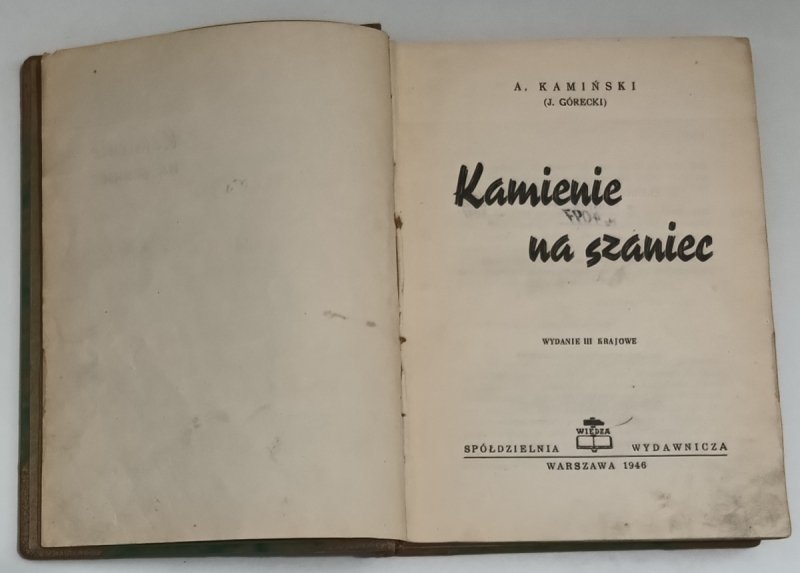 A. KAMIŃSKI
(J. GÓRECKI)
Kamienie
na szaniec
WYDANIE III KRAJOWE
WIEDZA
SPÓŁDZIELNIA WYDAWNICZA
WARSZAWA 1946